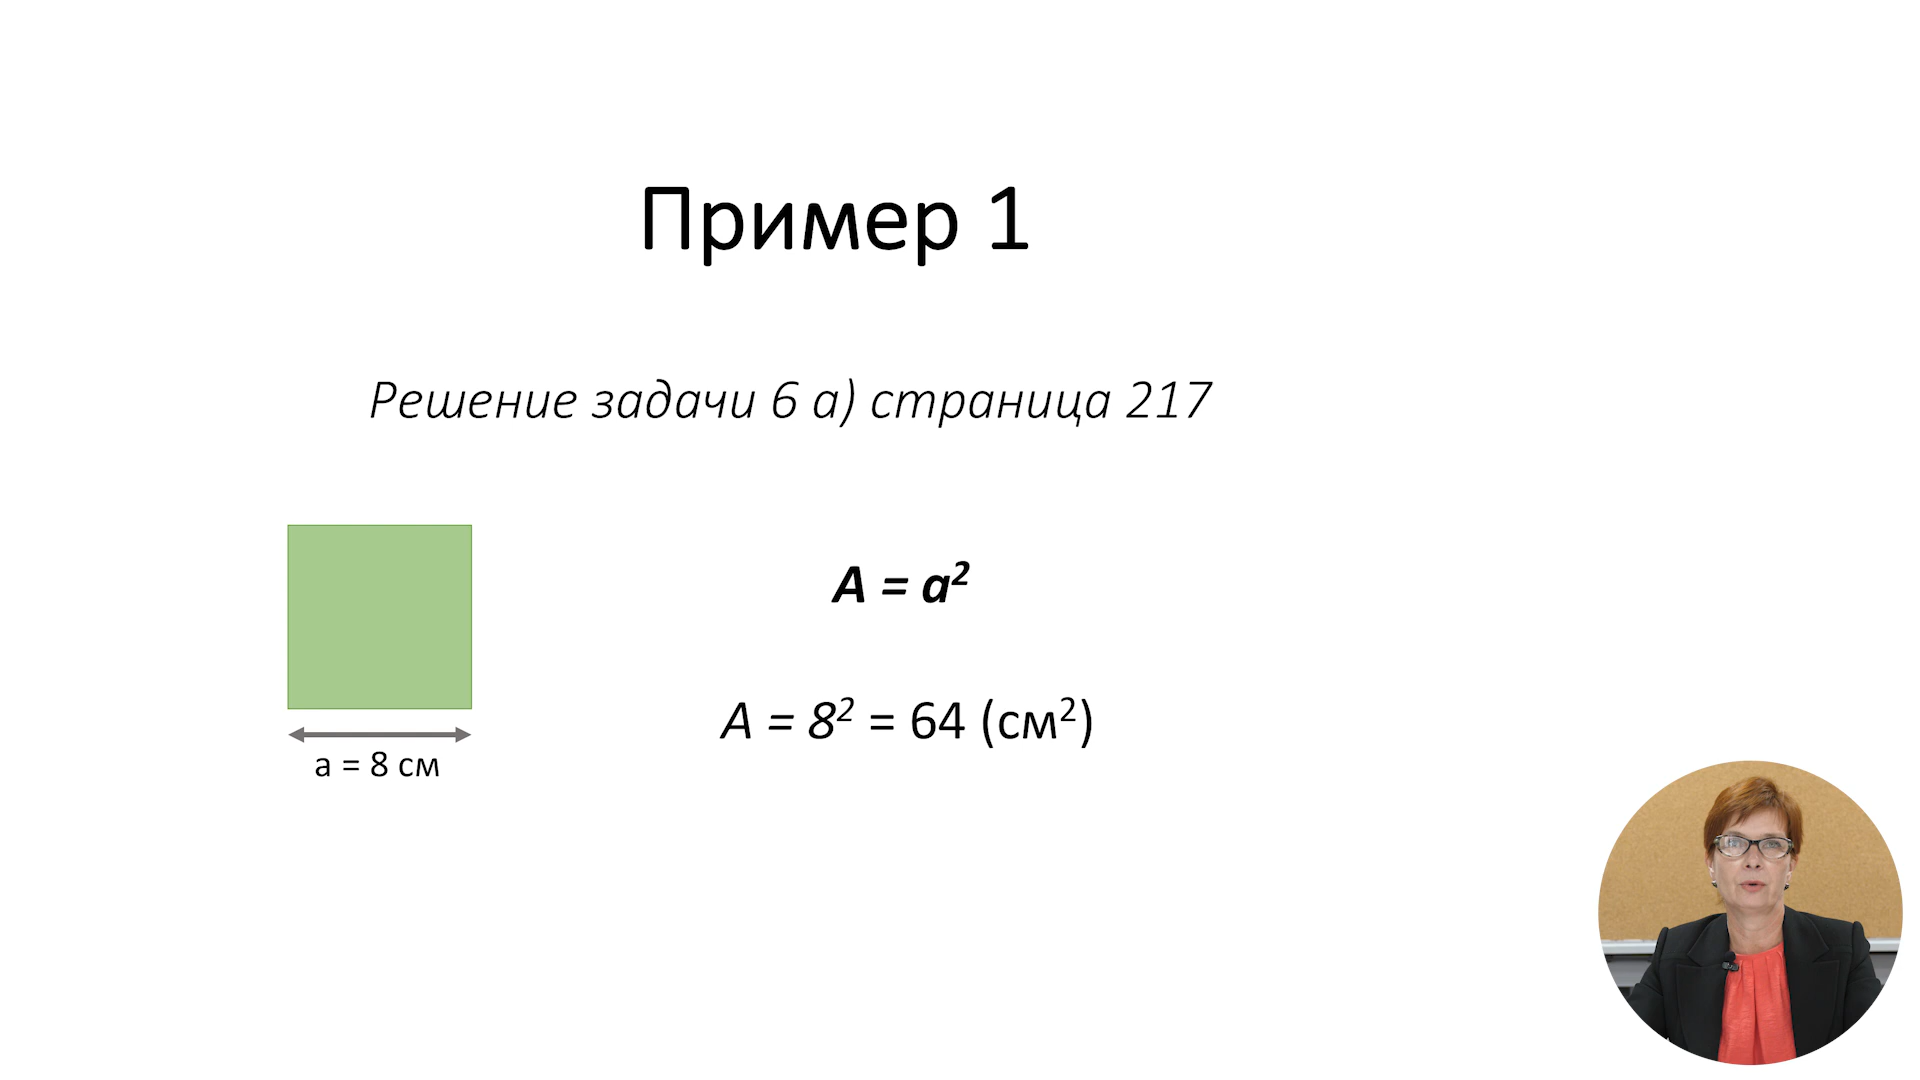 Пример 1
Решение задачи 6 а) страница 217
A = a²
A = 8² = 64 (см²)
a = 8 см